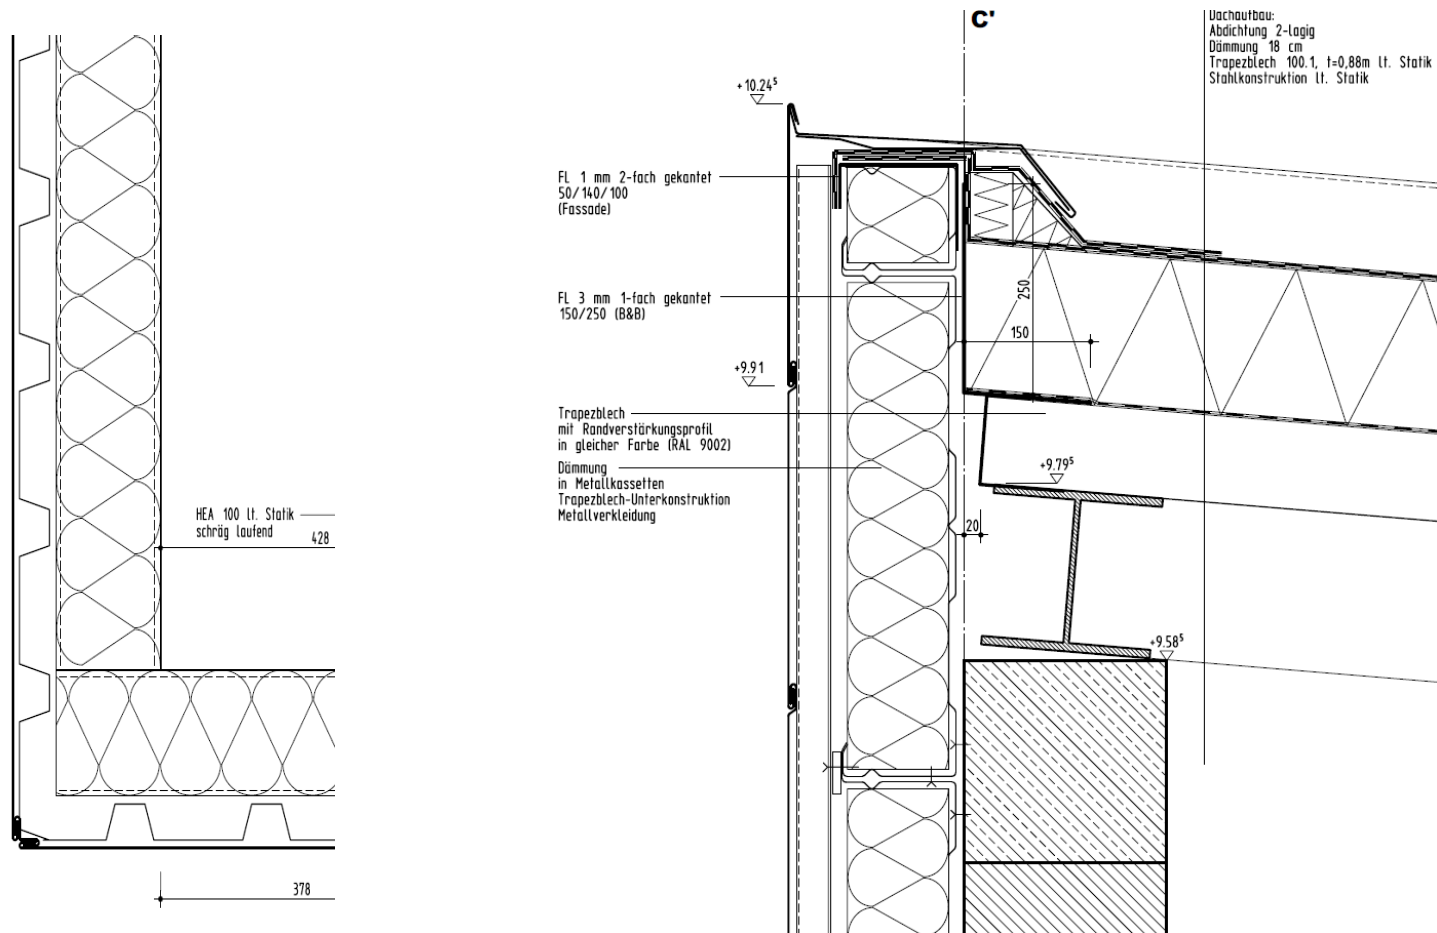 C'
Dachaufbau:
Abdichtung 2-lagig
Dämmung 18 cm
Trapezblech 100.1, t=0,88m lt. Statik
Stahlkonstruktion lt. Statik
+10.24⁵
FL 1 mm 2-fach gekantet
50/140/100
(Fassade)
FL 3 mm 1-fach gekantet
150/250 (B&B)
250
150
+9.91
Trapezblech
mit Randverstärkungsprofil
in gleicher Farbe (RAL 9002)
Dämmung
in Metallkassetten
Trapezblech-Unterkonstruktion
Metallverkleidung
+9.79⁵
20
+9.58⁵
HEA 100 lt. Statik
schräg laufend
428
378